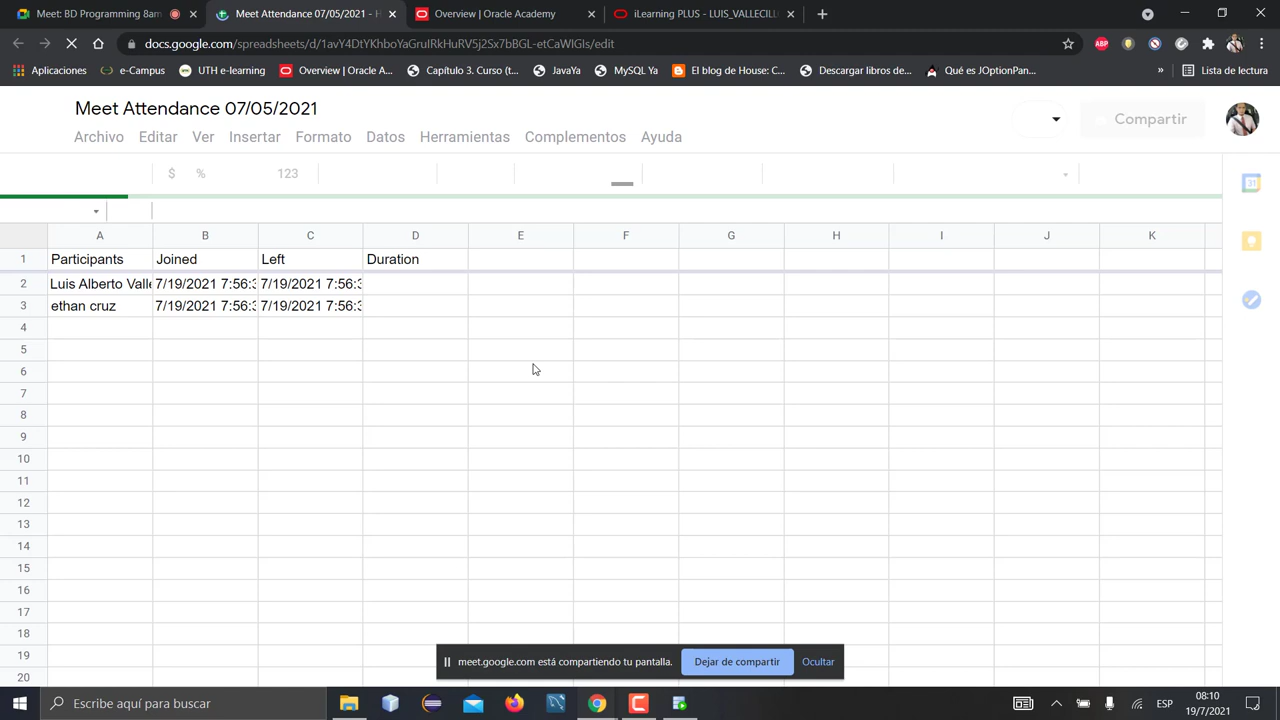 Meet: BD Programming 8am
Meet Attendance 07/05/2021 - H
Overview | Oracle Academy
iLearning PLUS - LUIS_VALLECILL
docs.google.com/spreadsheets/d/1avY4DtYKhboYaGruIRkHuRV5j2Sx7bBGL-etCaWIGIs/edit
Aplicaciones
e-Campus
UTH e-learning
Overview | Oracle A...
Capítulo 3. Curso (t...
JavaYa
MySQL Ya
El blog de House: C...
Descargar libros de...
Qué es JOptionPan...
»
Lista de lectura
Meet Attendance 07/05/2021
Compartir
Archivo Editar Ver Insertar Formato Datos Herramientas Complementos Ayuda
$ % 123
A B C D E F G H I J K
1 Participants Joined Left Duration
2 Luis Alberto Valle 7/19/2021 7:56:3 7/19/2021 7:56:3
3 ethan cruz 7/19/2021 7:56:3 7/19/2021 7:56:3
4
5
6
7
8
9
10
11
12
13
14
15
16
17
18
19
20
meet.google.com está compartiendo tu pantalla. Dejar de compartir Ocultar
Escribe aquí para buscar
ESP
08:10
19/7/2021